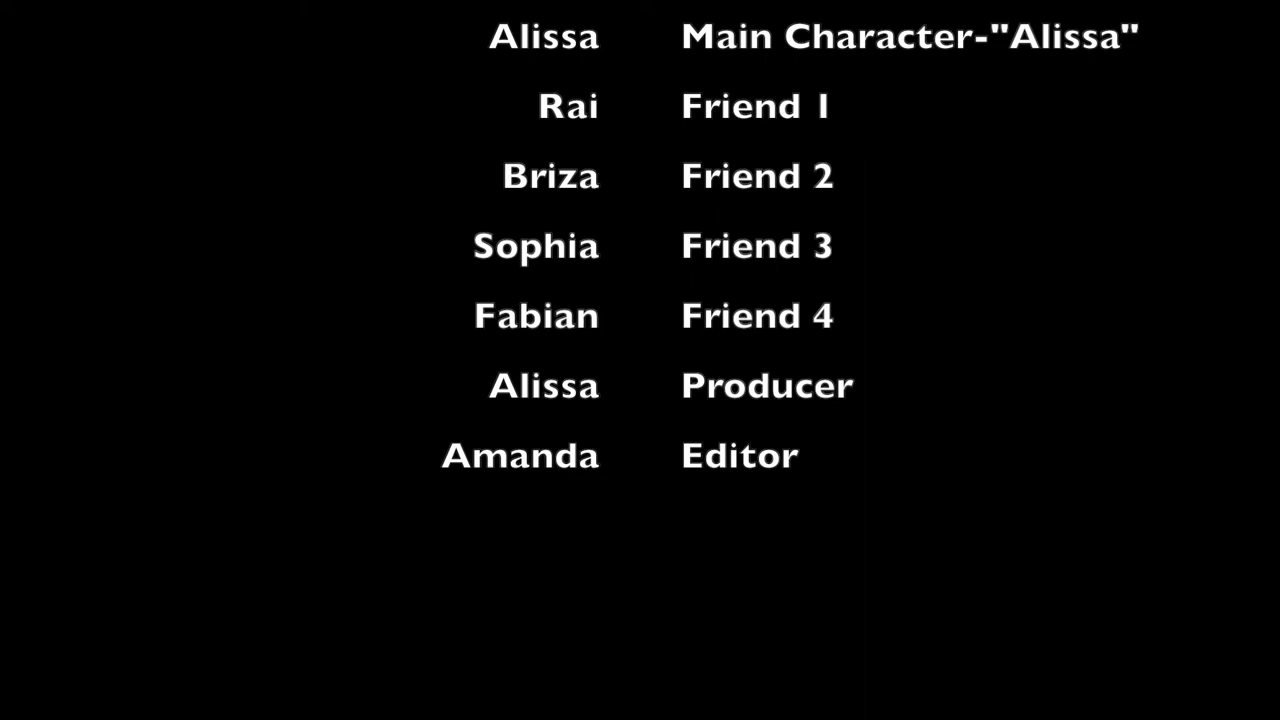 Alissa Main Character-"Alissa"
Rai Friend 1
Briza Friend 2
Sophia Friend 3
Fabian Friend 4
Alissa Producer
Amanda Editor